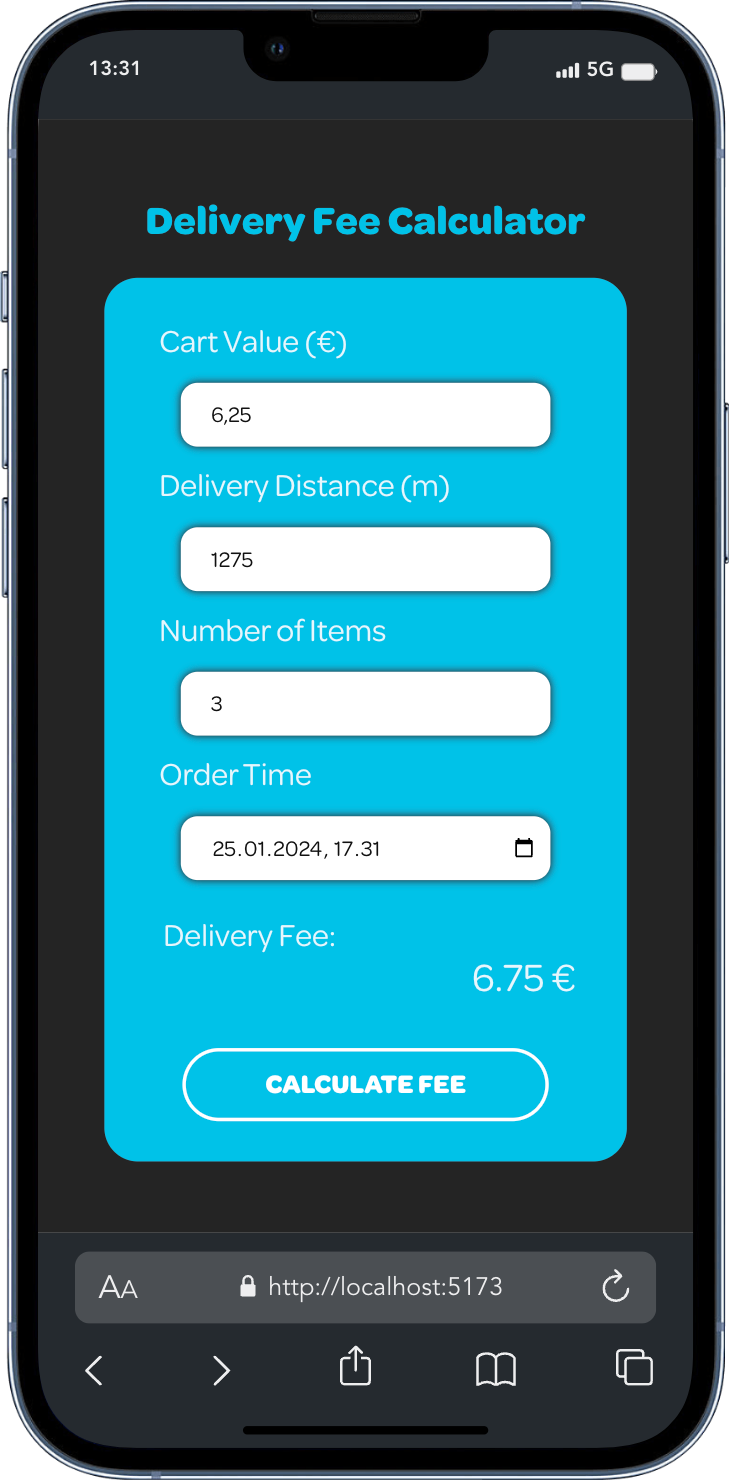 13:31
5G
Delivery Fee Calculator
Cart Value (€)
6,25
Delivery Distance (m)
1275
Number of Items
3
Order Time
25.01.2024, 17.31
Delivery Fee:
6.75 €
CALCULATE FEE
AA
http://localhost:5173